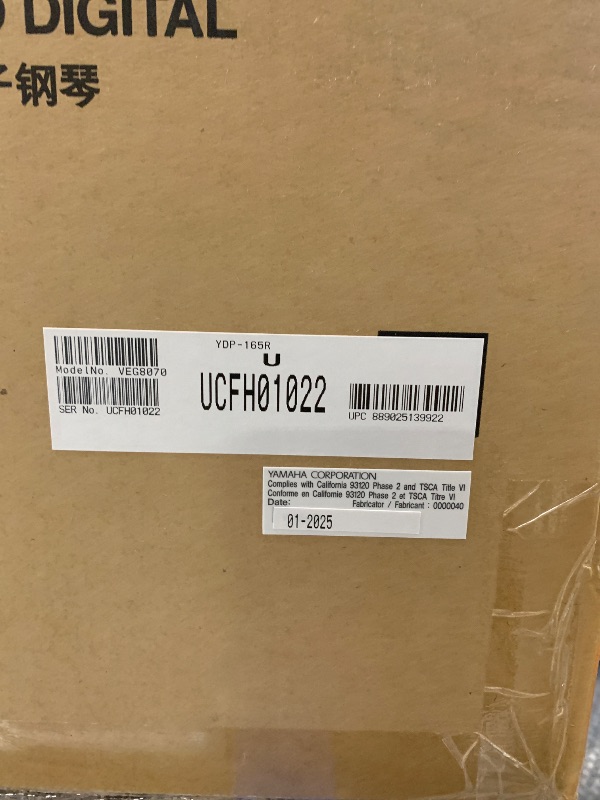 DIGITAL
钢琴
YDP-165R
U
ModelNo. VEG8070
UCFH01022
SER No. UCFH01022
UPC 889025139922
YAMAHA CORPORATION
Complies with California 93120 Phase 2 and TSCA Title VI
Conforme en Californie 93120 Phase 2 et TSCA Titre VI
Date: Fabricator / Fabricant : 0000040
01-2025